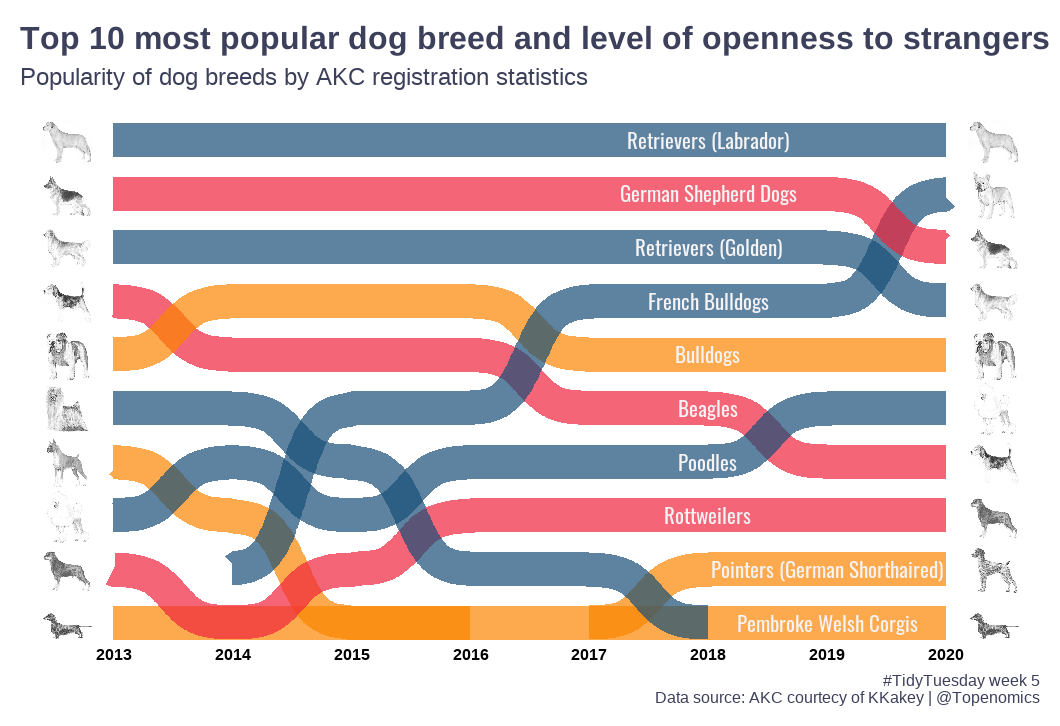 Top 10 most popular dog breed and level of openness to strangers
Popularity of dog breeds by AKC registration statistics
Retrievers (Labrador)
German Shepherd Dogs
Retrievers (Golden)
French Bulldogs
Bulldogs
Beagles
Poodles
Rottweilers
Pointers (German Shorthaired)
Pembroke Welsh Corgis
2013 2014 2015 2016 2017 2018 2019 2020
#TidyTuesday week 5
Data source: AKC courtecy of KKakey | @Topenomics